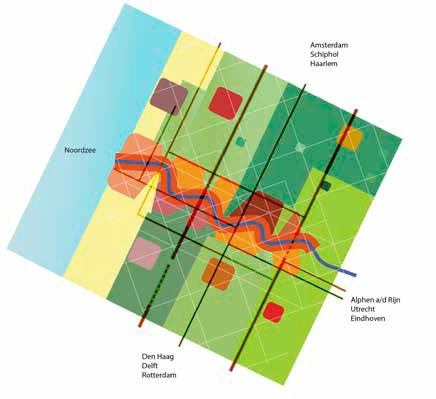 Amsterdam
Schiphol
Haarlem
Noordzee
Alphen a/d Rijn
Utrecht
Eindhoven
Den Haag
Delft
Rotterdam